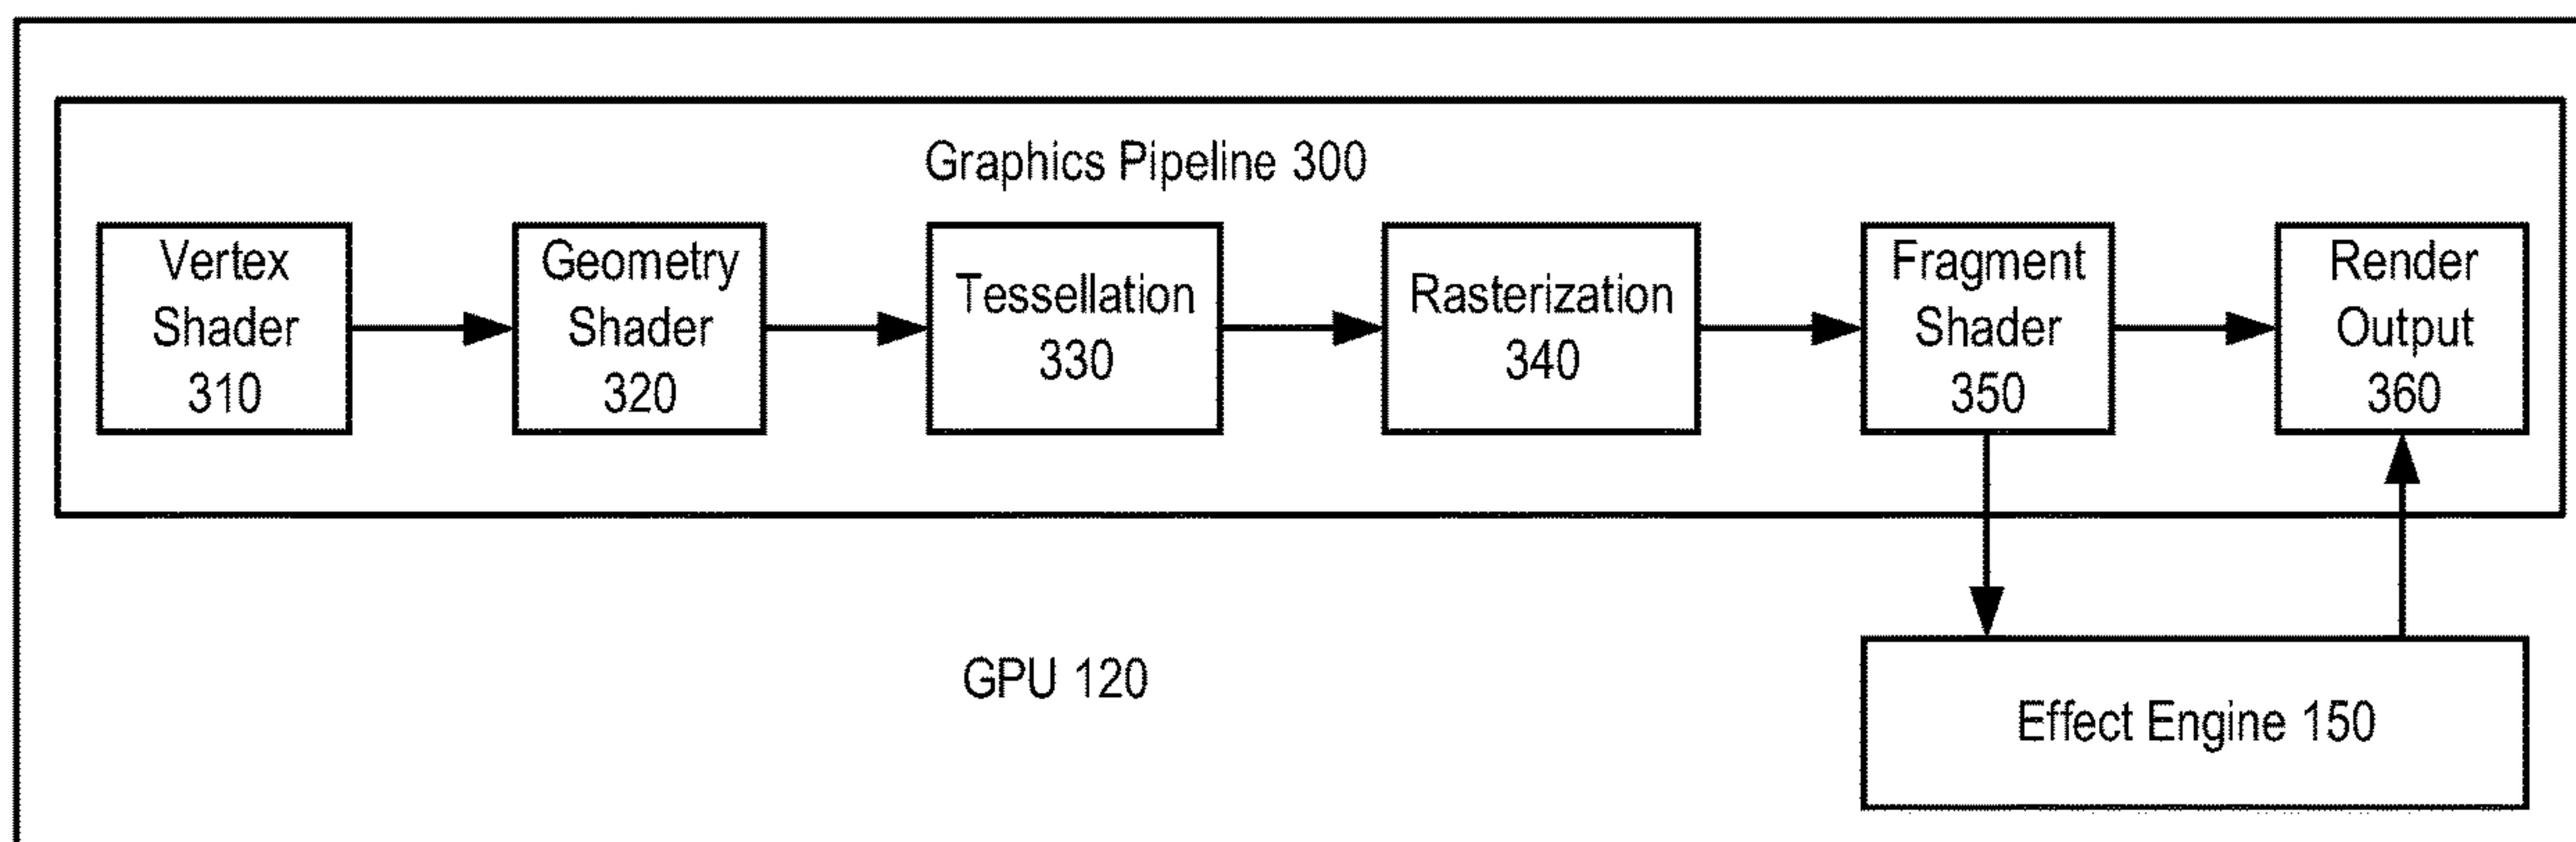 Graphics Pipeline 300
Vertex
Shader
310
Geometry
Shader
320
Tessellation
330
Rasterization
340
Fragment
Shader
350
Render
Output
360
GPU 120
Effect Engine 150